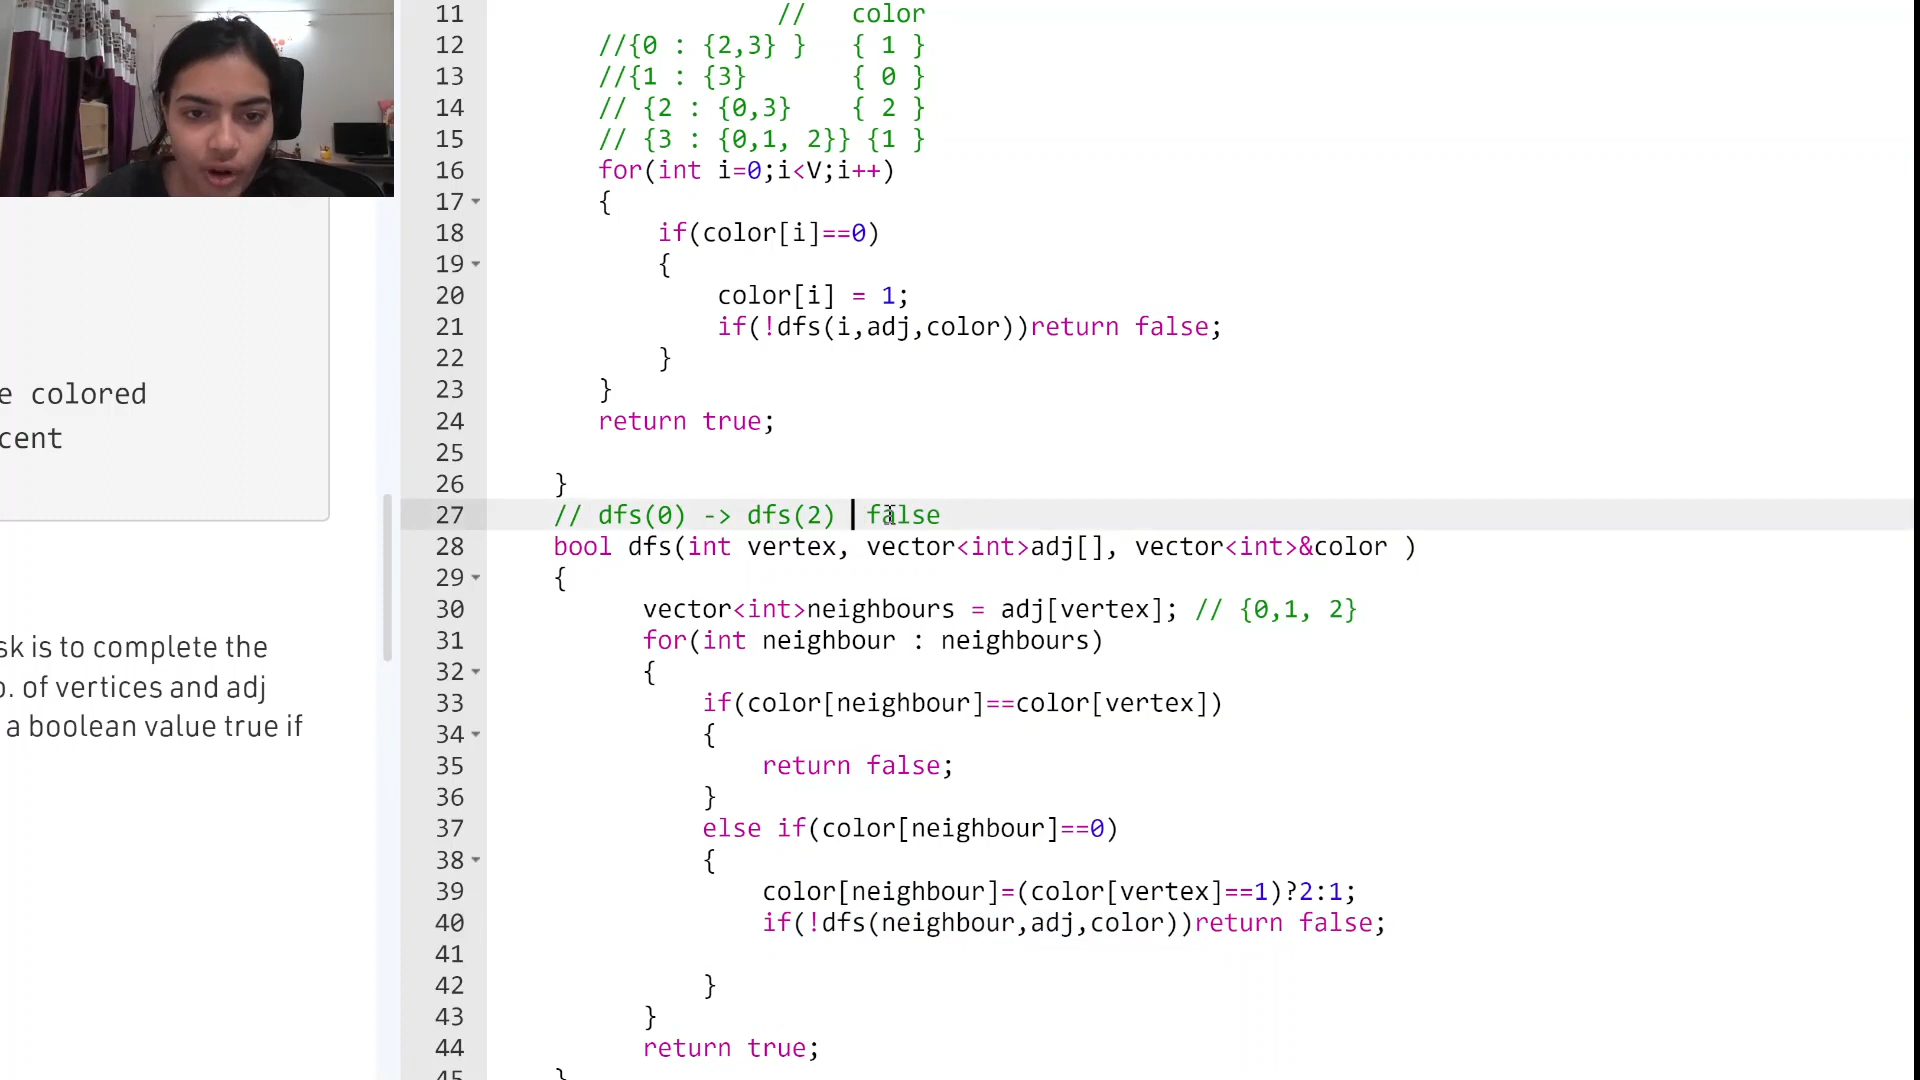 11 // color
12 //{0 : {2,3} } { 1 }
13 //{1 : {3} { 0 }
14 // {2 : {0,3} { 2 }
15 // {3 : {0,1, 2}} {1 }
16 for(int i=0;i<V;i++)
17 {
18 if(color[i]==0)
19 {
20 color[i] = 1;
21 if(!dfs(i,adj,color))return false;
22 }
23 }
24 return true;
25
26 }
27 // dfs(0) -> dfs(2) false
28 bool dfs(int vertex, vector<int>adj[], vector<int>&color )
29 {
30 vector<int>neighbours = adj[vertex]; // {0,1, 2}
31 for(int neighbour : neighbours)
32 {
33 if(color[neighbour]==color[vertex])
34 {
35 return false;
36 }
37 else if(color[neighbour]==0)
38 {
39 color[neighbour]=(color[vertex]==1)?2:1;
40 if(!dfs(neighbour,adj,color))return false;
41
42 }
43 }
44 return true;
45 }
e colored
cent
sk is to complete the
o. of vertices and adj
a boolean value true if